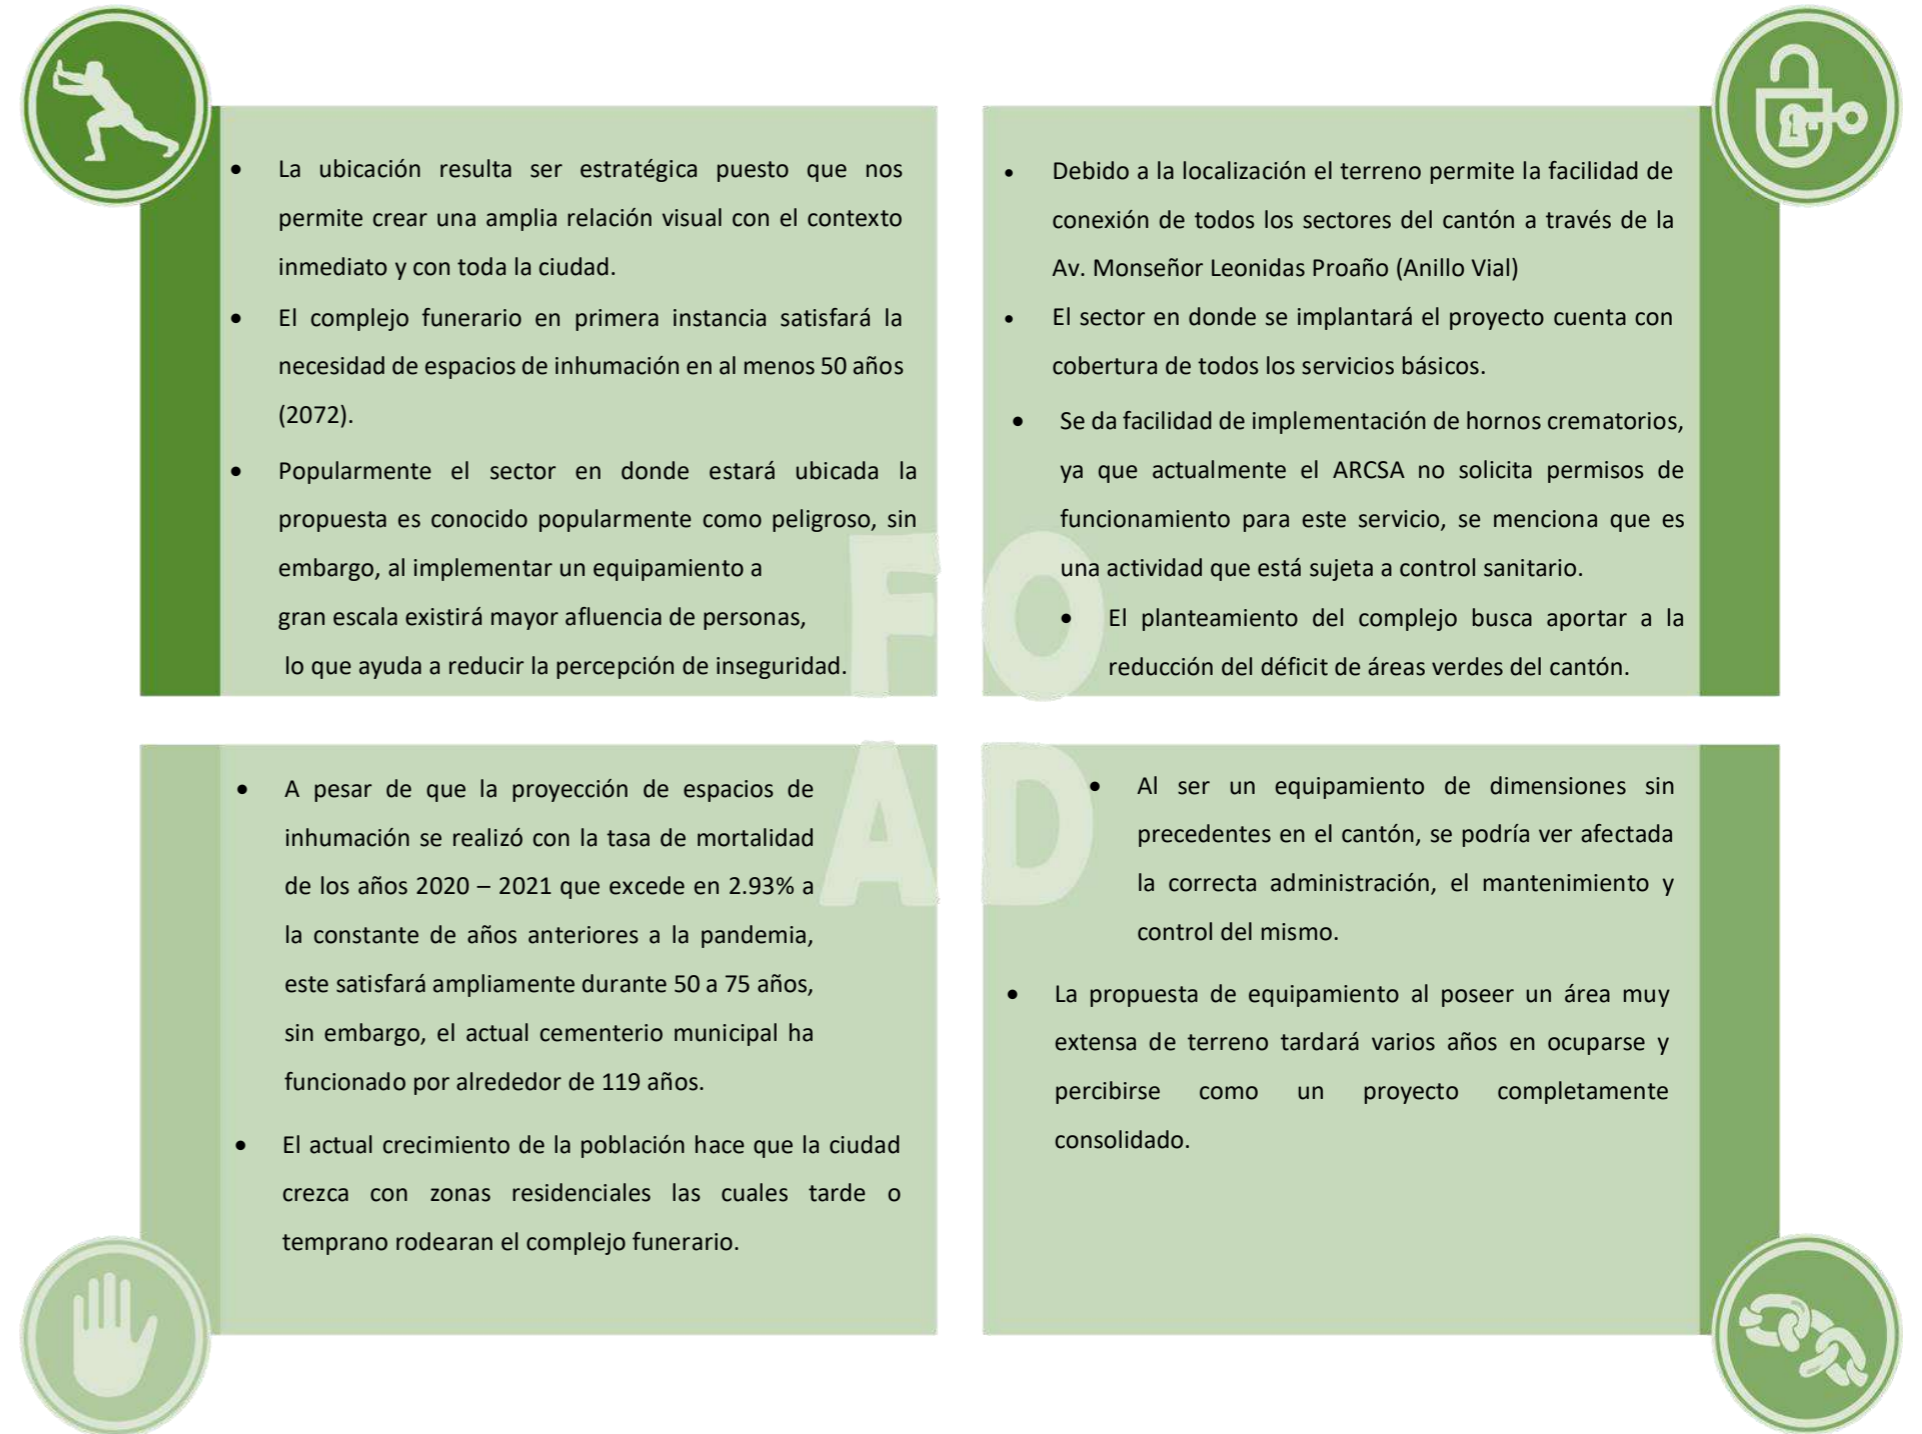 • La ubicación resulta ser estratégica puesto que nos
permite crear una amplia relación visual con el contexto
inmediato y con toda la ciudad.
• El complejo funerario en primera instancia satisfará la
necesidad de espacios de inhumación en al menos 50 años
(2072).
• Popularmente el sector en donde estará ubicada la
propuesta es conocido popularmente como peligroso, sin
embargo, al implementar un equipamiento a
gran escala existirá mayor afluencia de personas,
lo que ayuda a reducir la percepción de inseguridad.
F
• Debido a la localización el terreno permite la facilidad de
conexión de todos los sectores del cantón a través de la
Av. Monseñor Leonidas Proaño (Anillo Vial)
• El sector en donde se implantará el proyecto cuenta con
cobertura de todos los servicios básicos.
• Se da facilidad de implementación de hornos crematorios,
ya que actualmente el ARCSA no solicita permisos de
funcionamiento para este servicio, se menciona que es
una actividad que está sujeta a control sanitario.
• El planteamiento del complejo busca aportar a la
reducción del déficit de áreas verdes del cantón.
O
• A pesar de que la proyección de espacios de
inhumación se realizó con la tasa de mortalidad
de los años 2020 – 2021 que excede en 2.93% a
la constante de años anteriores a la pandemia,
este satisfará ampliamente durante 50 a 75 años,
sin embargo, el actual cementerio municipal ha
funcionado por alrededor de 119 años.
• El actual crecimiento de la población hace que la ciudad
crezca con zonas residenciales las cuales tarde o
temprano rodearan el complejo funerario.
A
• Al ser un equipamiento de dimensiones sin
precedentes en el cantón, se podría ver afectada
la correcta administración, el mantenimiento y
control del mismo.
• La propuesta de equipamiento al poseer un área muy
extensa de terreno tardará varios años en ocuparse y
percibirse como un proyecto completamente
consolidado.
D